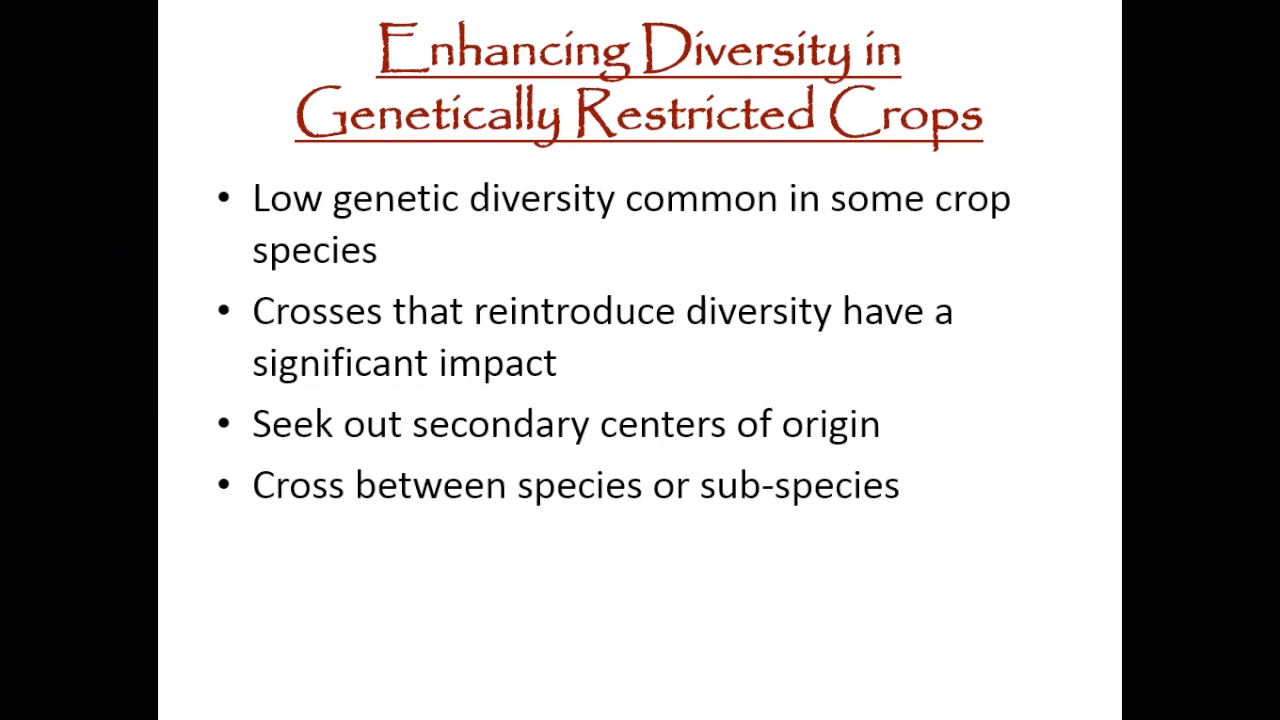 Enhancing Diversity in
Genetically Restricted Crops
• Low genetic diversity common in some crop
species
• Crosses that reintroduce diversity have a
significant impact
• Seek out secondary centers of origin
• Cross between species or sub-species